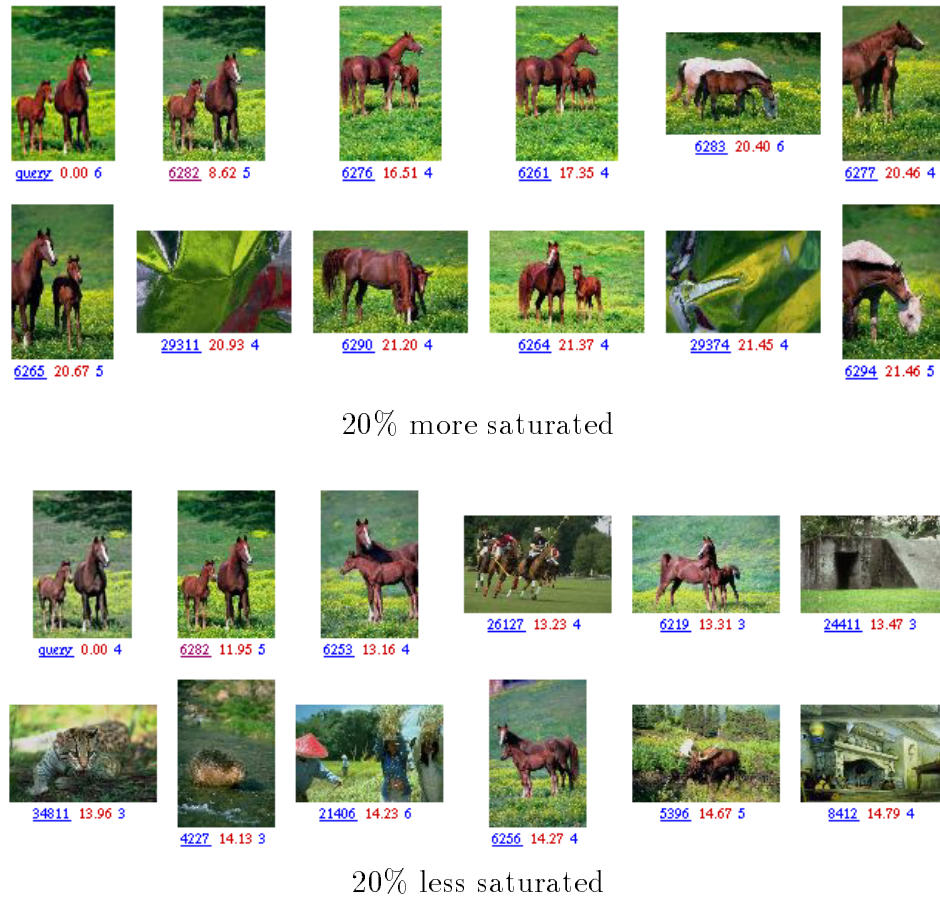 query 0.00 6
6282 8.62 5
6276 16.51 4
6261 17.35 4
6283 20.40 6
6277 20.46 4
6265 20.67 5
29311 20.93 4
6290 21.20 4
6264 21.37 4
29374 21.45 4
6294 21.46 5
20% more saturated
query 0.00 4
6282 11.95 5
6253 13.16 4
26127 13.23 4
6219 13.31 3
24411 13.47 3
34811 13.96 3
4227 14.13 3
21406 14.23 6
6256 14.27 4
5396 14.67 5
8412 14.79 4
20% less saturated